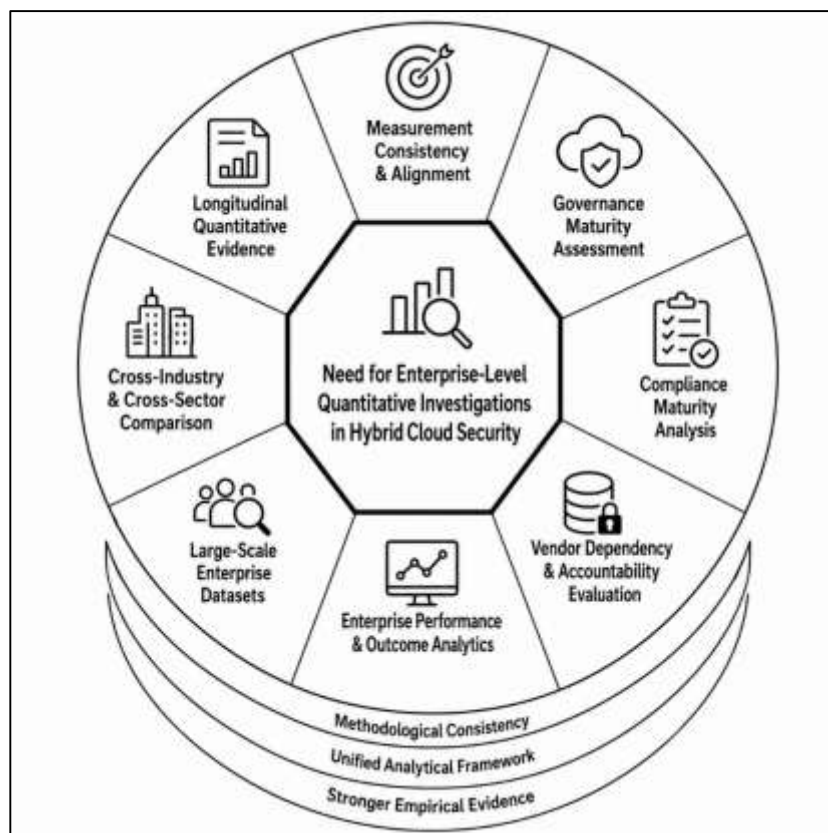 Measurement
Consistency
& Alignment
Governance
Maturity
Assessment
Compliance
Maturity
Analysis
Vendor Dependency
& Accountability
Evaluation
Enterprise Performance
& Outcome Analytics
Large-Scale
Enterprise
Datasets
Cross-Industry
& Cross-Sector
Comparison
Longitudinal
Quantitative
Evidence
Need for Enterprise-Level
Quantitative Investigations
in Hybrid Cloud Security
Methodological Consistency
Unified Analytical Framework
Stronger Empirical Evidence